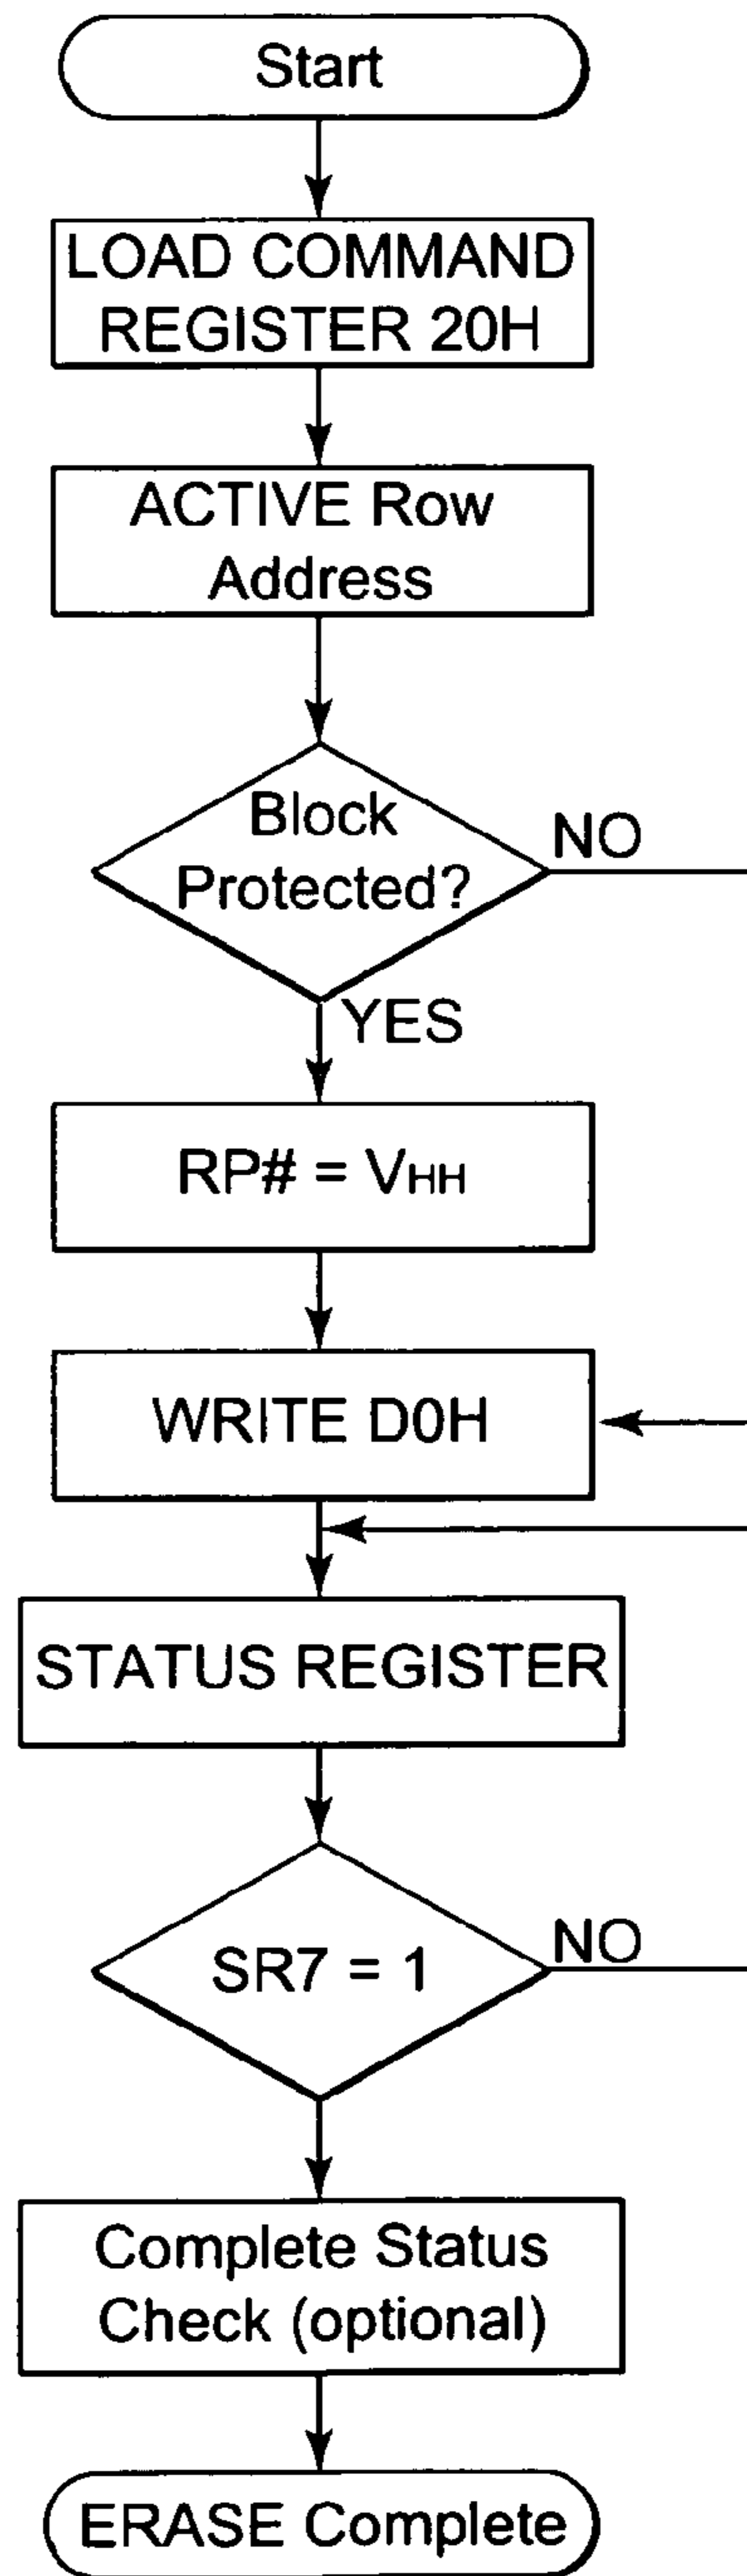 Start
LOAD COMMAND
REGISTER 20H
ACTIVE Row
Address
Block
Protected?
NO
YES
RP# = VHH
WRITE D0H
STATUS REGISTER
SR7 = 1
NO
Complete Status
Check (optional)
ERASE Complete